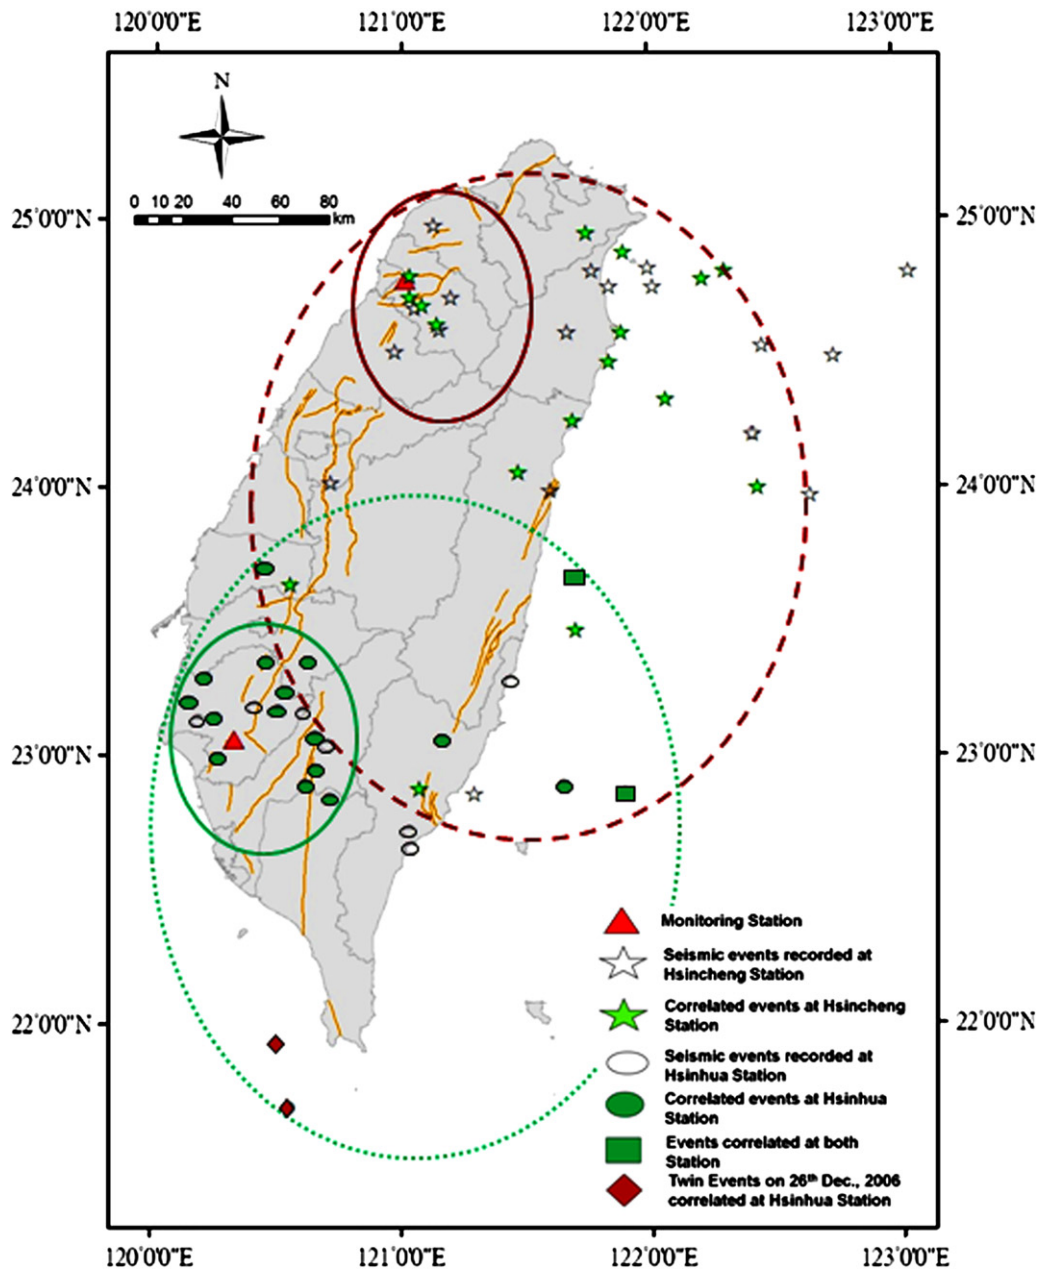 120°0'0"E 121°0'0"E 122°0'0"E 123°0'0"E
N
0 10 20 40 60 80
km
25°0'0"N 25°0'0"N
24°0'0"N 24°0'0"N
23°0'0"N 23°0'0"N
Monitoring Station
Seismic events recorded at
Hsincheng Station
Correlated events at Hsincheng
Station
22°0'0"N 22°0'0"N
Seismic events recorded at
Hsinhua Station
Correlated events at Hsinhua
Station
Events correlated at both
Station
Twin Events on 26th Dec., 2006
correlated at Hsinhua Station
120°0'0"E 121°0'0"E 122°0'0"E 123°0'0"E